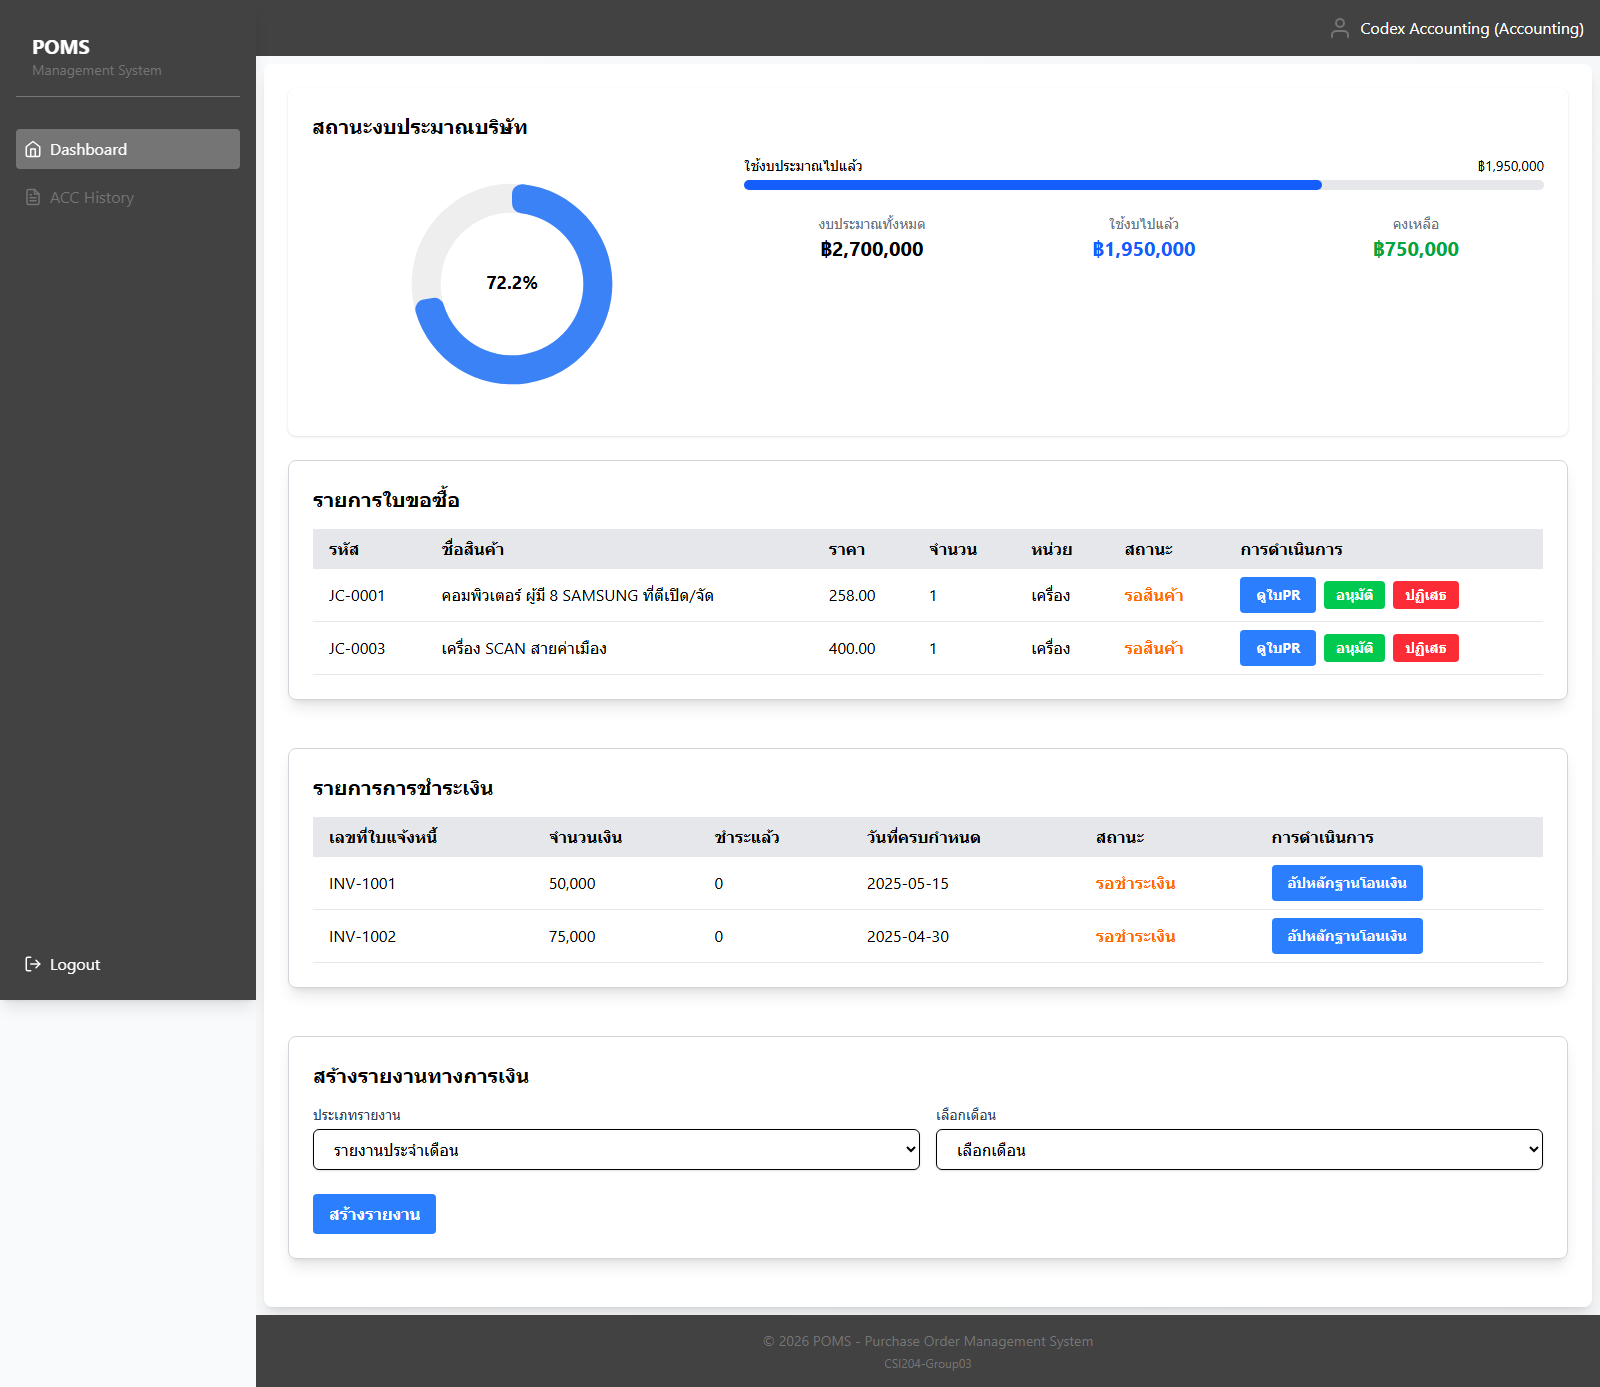 POMS
Management System
Dashboard
ACC History
Logout
Codex Accounting (Accounting)
สถานะงบประมาณบริษัท
72.2%
ใช้งบประมาณไปแล้ว ฿1,950,000
งบประมาณทั้งหมด ใช้งบไปแล้ว คงเหลือ
฿2,700,000 ฿1,950,000 ฿750,000
รายการใบขอซื้อ
รหัส ชื่อสินค้า ราคา จำนวน หน่วย สถานะ การดำเนินการ
JC-0001 คอมพิวเตอร์ ผู้มี 8 SAMSUNG ที่ตีเปิด/จัด 258.00 1 เครื่อง รอสินค้า ดูใบPR อนุมัติ ปฏิเสธ
JC-0003 เครื่อง SCAN สายค่าเมือง 400.00 1 เครื่อง รอสินค้า ดูใบPR อนุมัติ ปฏิเสธ
รายการการชำระเงิน
เลขที่ใบแจ้งหนี้ จำนวนเงิน ชำระแล้ว วันที่ครบกำหนด สถานะ การดำเนินการ
INV-1001 50,000 0 2025-05-15 รอชำระเงิน อัปหลักฐานโอนเงิน
INV-1002 75,000 0 2025-04-30 รอชำระเงิน อัปหลักฐานโอนเงิน
สร้างรายงานทางการเงิน
ประเภทรายงาน เลือกเดือน
รายงานประจำเดือน เลือกเดือน
สร้างรายงาน
© 2026 POMS - Purchase Order Management System
CSI204-Group03